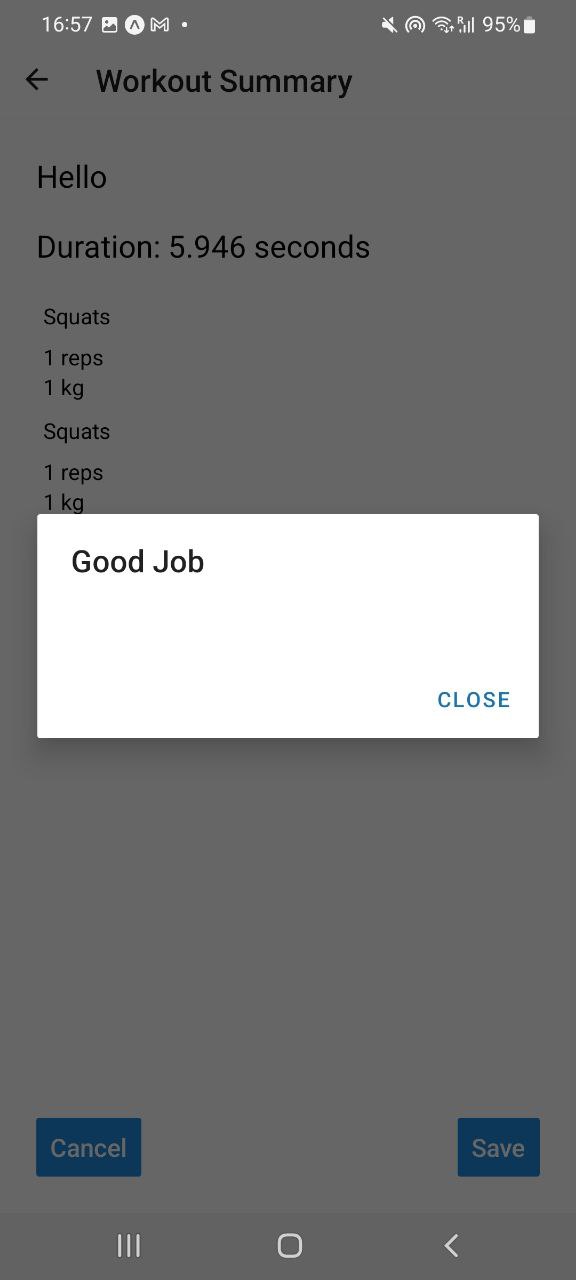 16:57 95%
Workout Summary
Hello
Duration: 5.946 seconds
Squats
1 reps
1 kg
Squats
1 reps
1 kg
Good Job
CLOSE
Cancel Save